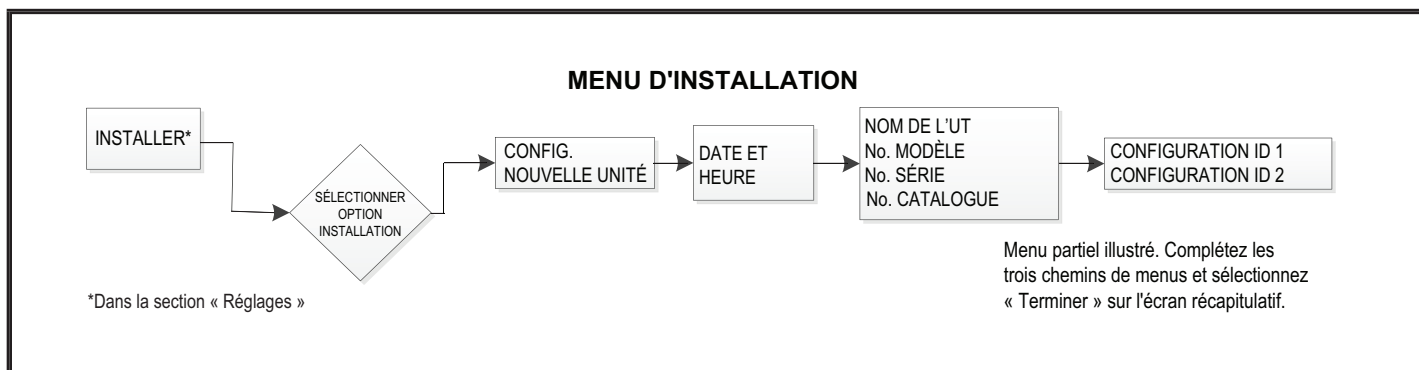 MENU D'INSTALLATION
INSTALLER*
SÉLECTIONNER
OPTION
INSTALLATION
CONFIG.
NOUVELLE UNITÉ
DATE ET
HEURE
NOM DE L'UT
No. MODÈLE
No. SÉRIE
No. CATALOGUE
CONFIGURATION ID 1
CONFIGURATION ID 2
Menu partiel illustré. Complétez les
trois chemins de menus et sélectionnez
« Terminer » sur l'écran récapitulatif.
*Dans la section « Réglages »